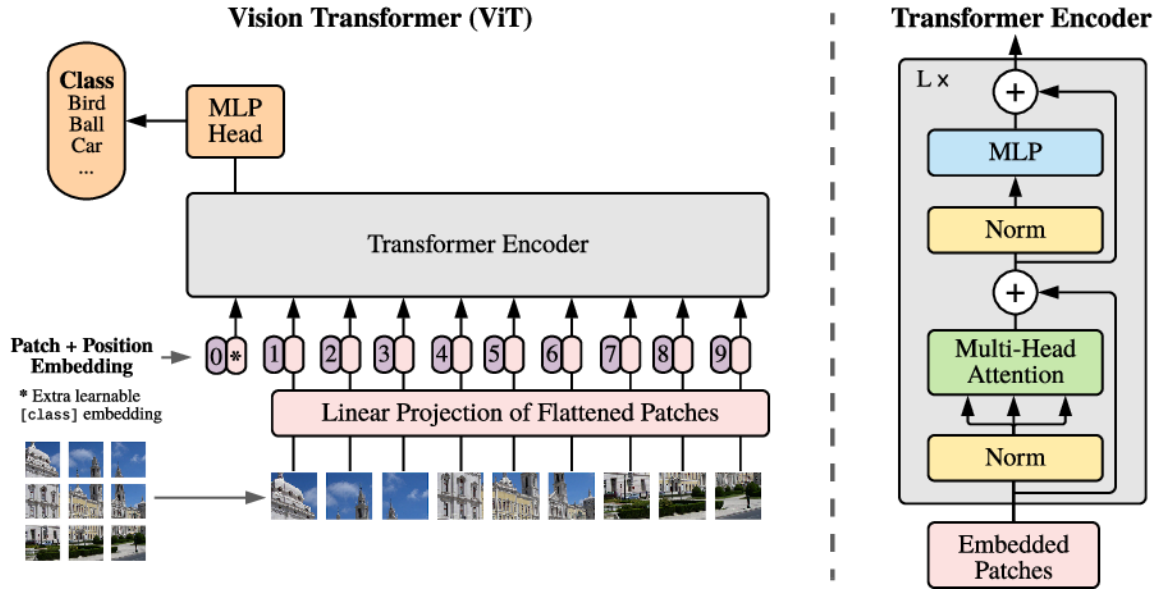 Vision Transformer (ViT)
Class
Bird
Ball
Car
...
MLP
Head
Transformer Encoder
Patch + Position
Embedding
0 * 1 2 3 4 5 6 7 8 9
* Extra learnable
[class] embedding
Linear Projection of Flattened Patches
Transformer Encoder
L x
+
MLP
Norm
+
Multi-Head
Attention
Norm
Embedded
Patches